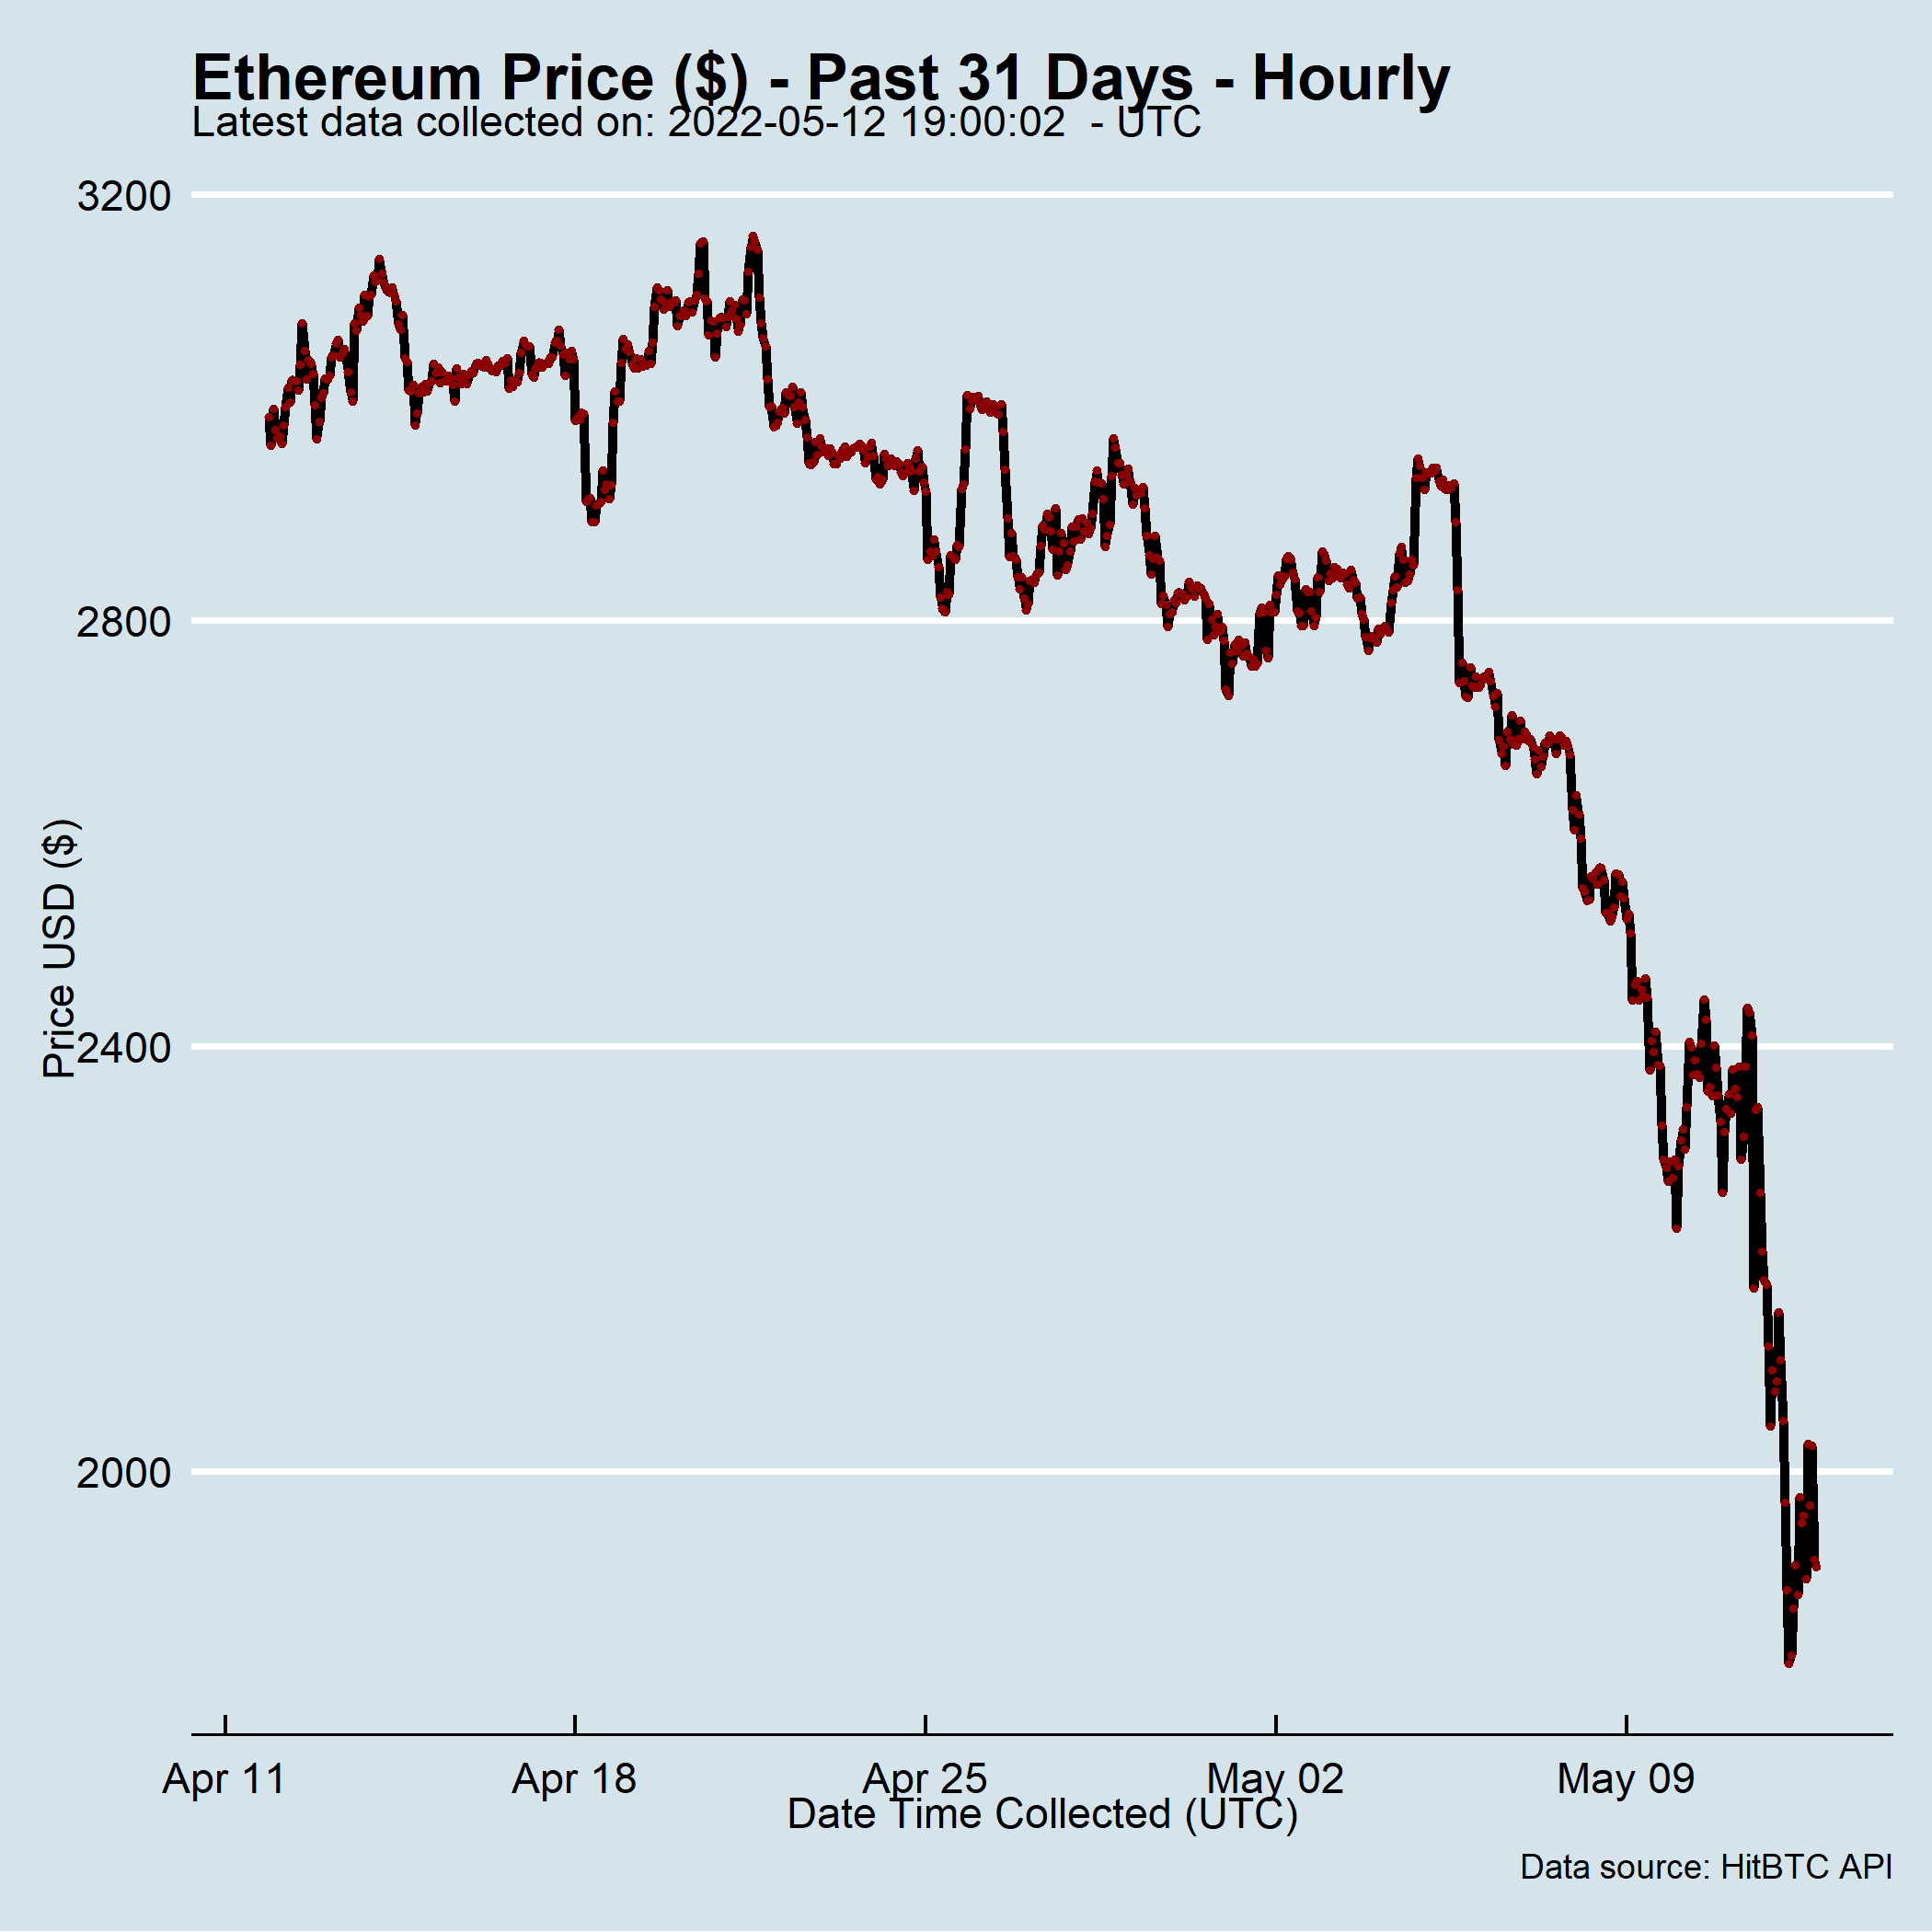 Ethereum Price ($) - Past 31 Days - Hourly
Latest data collected on: 2022-05-12 19:00:02  - UTC
3200
2800
2400
2000
Price USD ($)
Apr 11
Apr 18
Apr 25
May 02
May 09
Date Time Collected (UTC)
Data source: HitBTC API